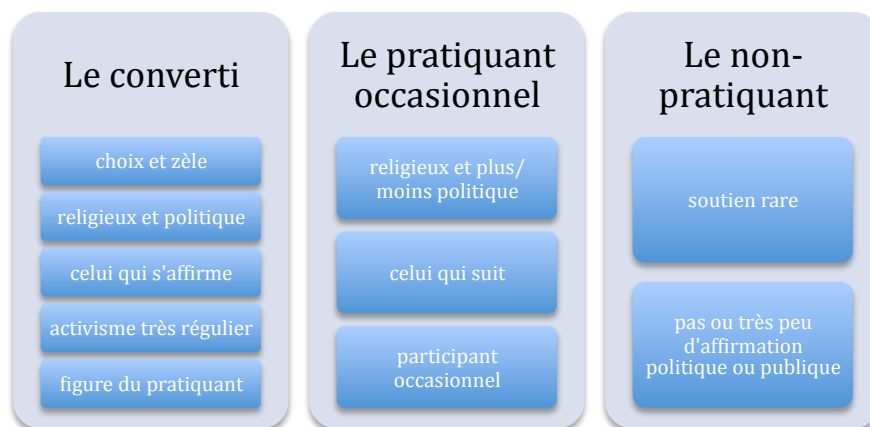 Le converti
choix et zèle
religieux et politique
celui qui s'affirme
activisme très régulier
figure du pratiquant
Le pratiquant
occasionnel
religieux et plus/
moins politique
celui qui suit
participant
occasionnel
Le non-
pratiquant
soutien rare
pas ou très peu
d'affirmation
politique ou publique